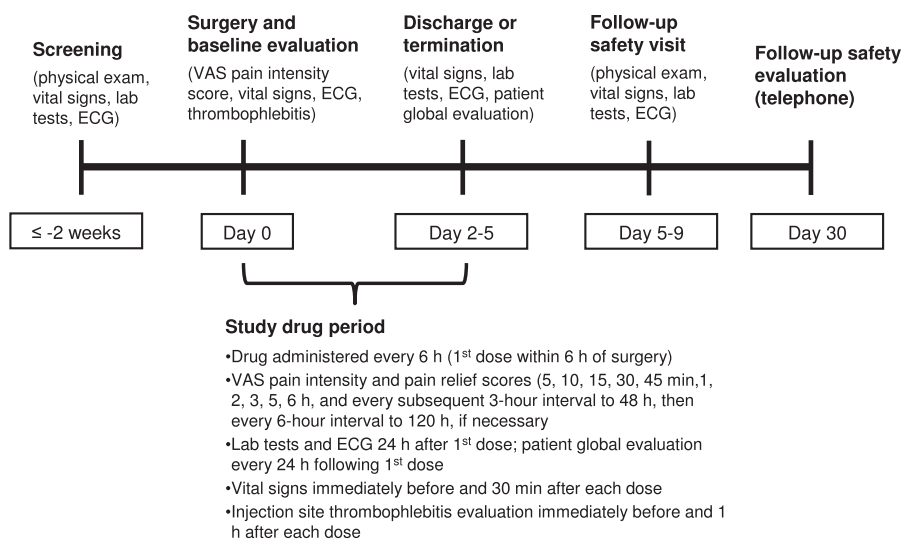 Screening
(physical exam,
vital signs, lab
tests, ECG)
Surgery and
baseline evaluation
(VAS pain intensity
score, vital signs, ECG,
thrombophlebitis)
Discharge or
termination
(vital signs, lab
tests, ECG, patient
global evaluation)
Follow-up
safety visit
(physical exam,
vital signs, lab
tests, ECG)
Follow-up safety
evaluation
(telephone)
≤ -2 weeks
Day 0
Day 2-5
Day 5-9
Day 30
Study drug period
•Drug administered every 6 h (1st dose within 6 h of surgery)
•VAS pain intensity and pain relief scores (5, 10, 15, 30, 45 min,1,
2, 3, 5, 6 h, and every subsequent 3-hour interval to 48 h, then
every 6-hour interval to 120 h, if necessary
•Lab tests and ECG 24 h after 1st dose; patient global evaluation
every 24 h following 1st dose
•Vital signs immediately before and 30 min after each dose
•Injection site thrombophlebitis evaluation immediately before and 1
h after each dose